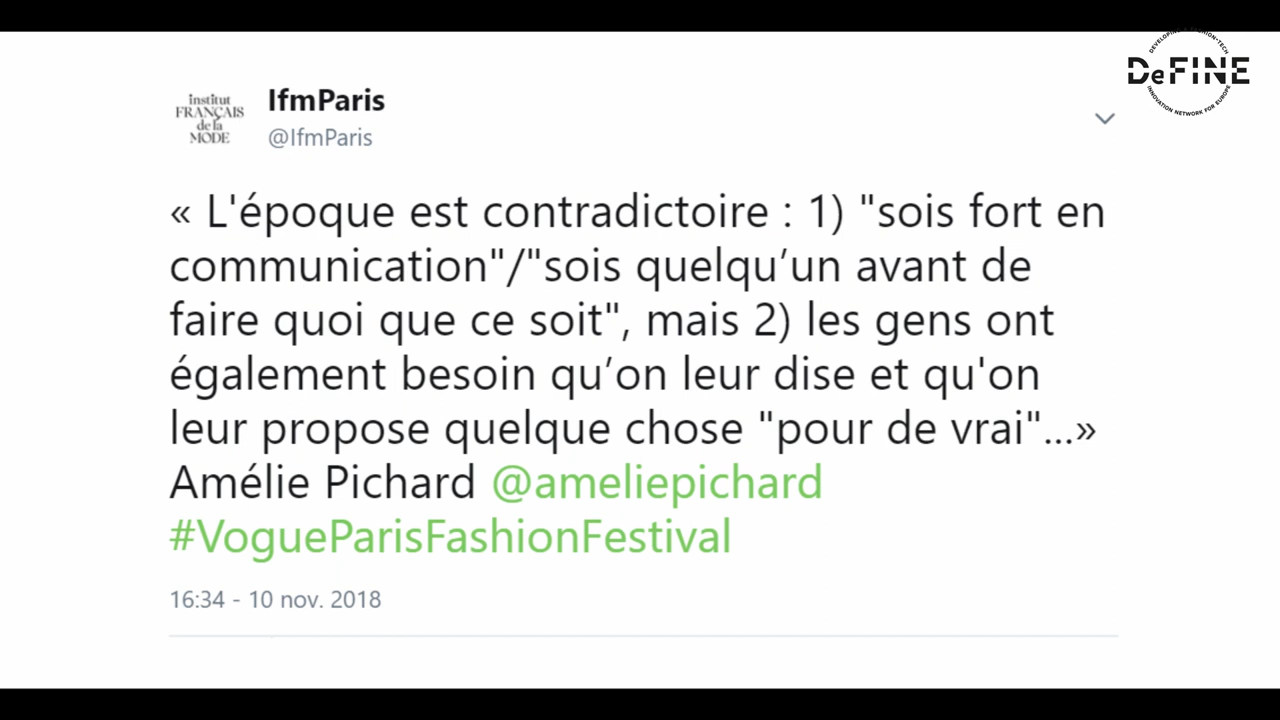 DEVELOPING FASHION-TECH
DeFINE
INNOVATION NETWORK FOR EUROPE
institut
FRANÇAIS
de la
MODE
IfmParis
@IfmParis
« L'époque est contradictoire : 1) "sois fort en
communication"/"sois quelqu’un avant de
faire quoi que ce soit", mais 2) les gens ont
également besoin qu’on leur dise et qu'on
leur propose quelque chose "pour de vrai"...»
Amélie Pichard @ameliepichard
#VogueParisFashionFestival
16:34 - 10 nov. 2018